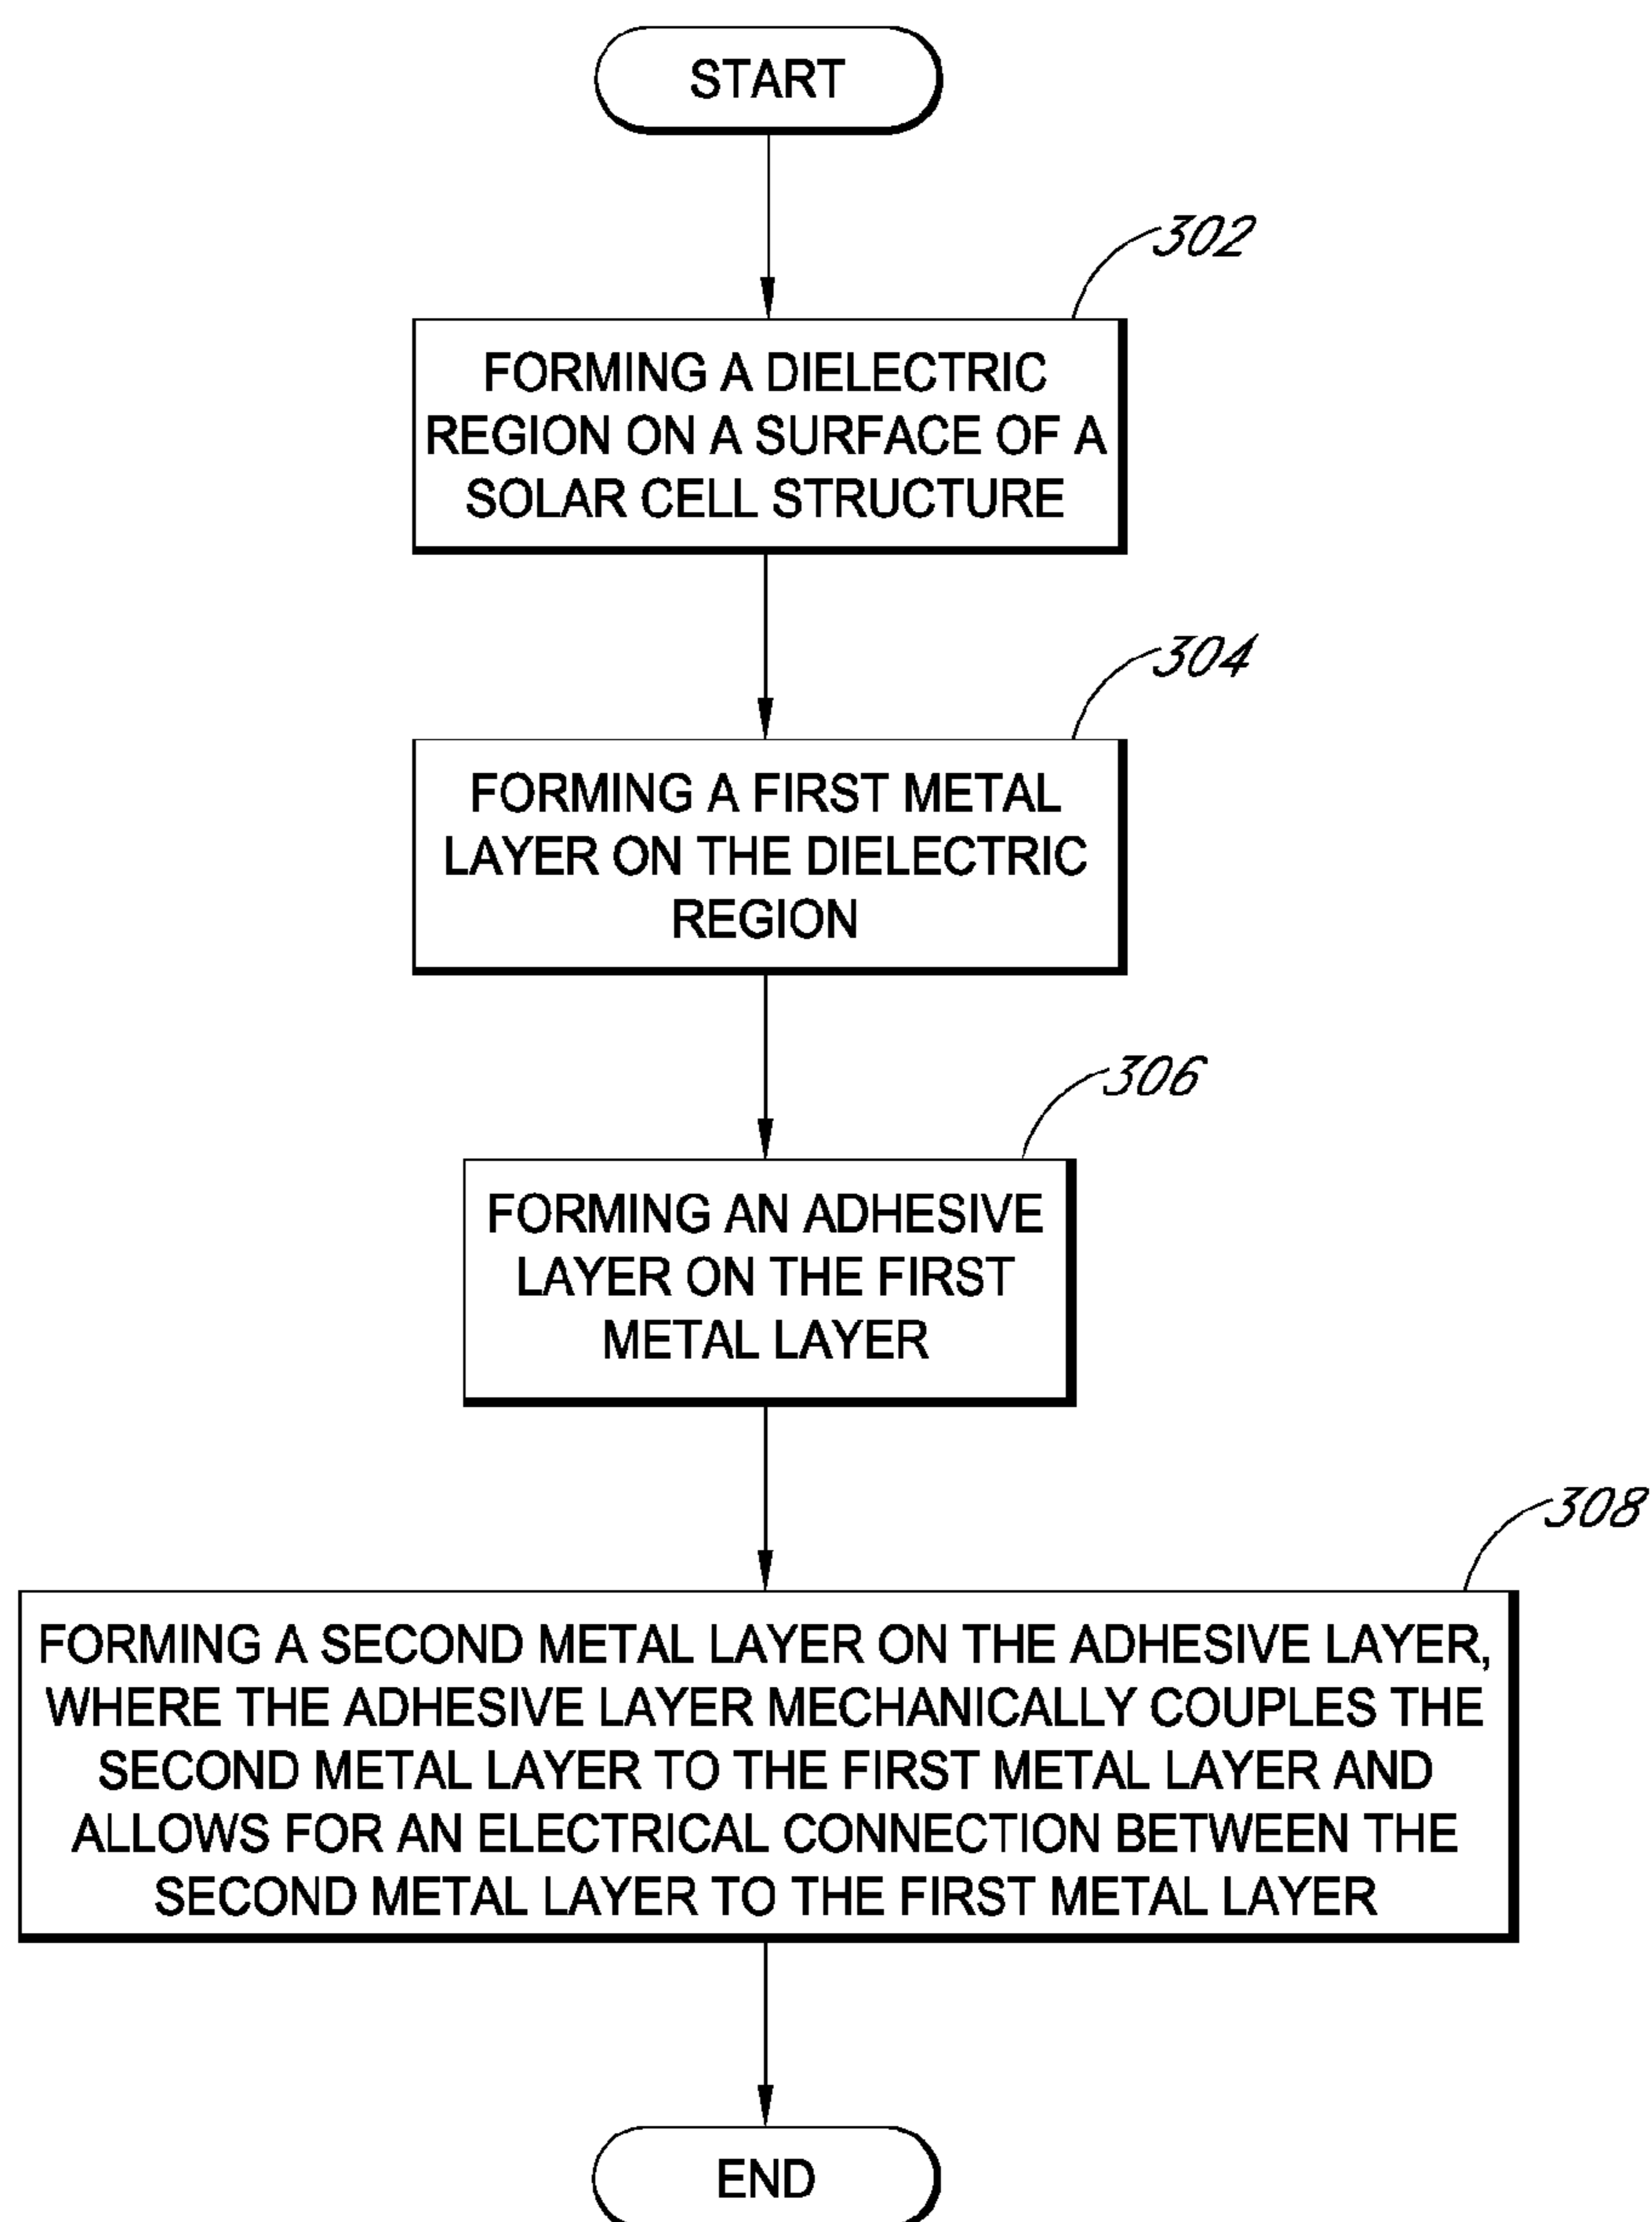 START
302
FORMING A DIELECTRIC
REGION ON A SURFACE OF A
SOLAR CELL STRUCTURE
304
FORMING A FIRST METAL
LAYER ON THE DIELECTRIC
REGION
306
FORMING AN ADHESIVE
LAYER ON THE FIRST
METAL LAYER
308
FORMING A SECOND METAL LAYER ON THE ADHESIVE LAYER,
WHERE THE ADHESIVE LAYER MECHANICALLY COUPLES THE
SECOND METAL LAYER TO THE FIRST METAL LAYER AND
ALLOWS FOR AN ELECTRICAL CONNECTION BETWEEN THE
SECOND METAL LAYER TO THE FIRST METAL LAYER
END